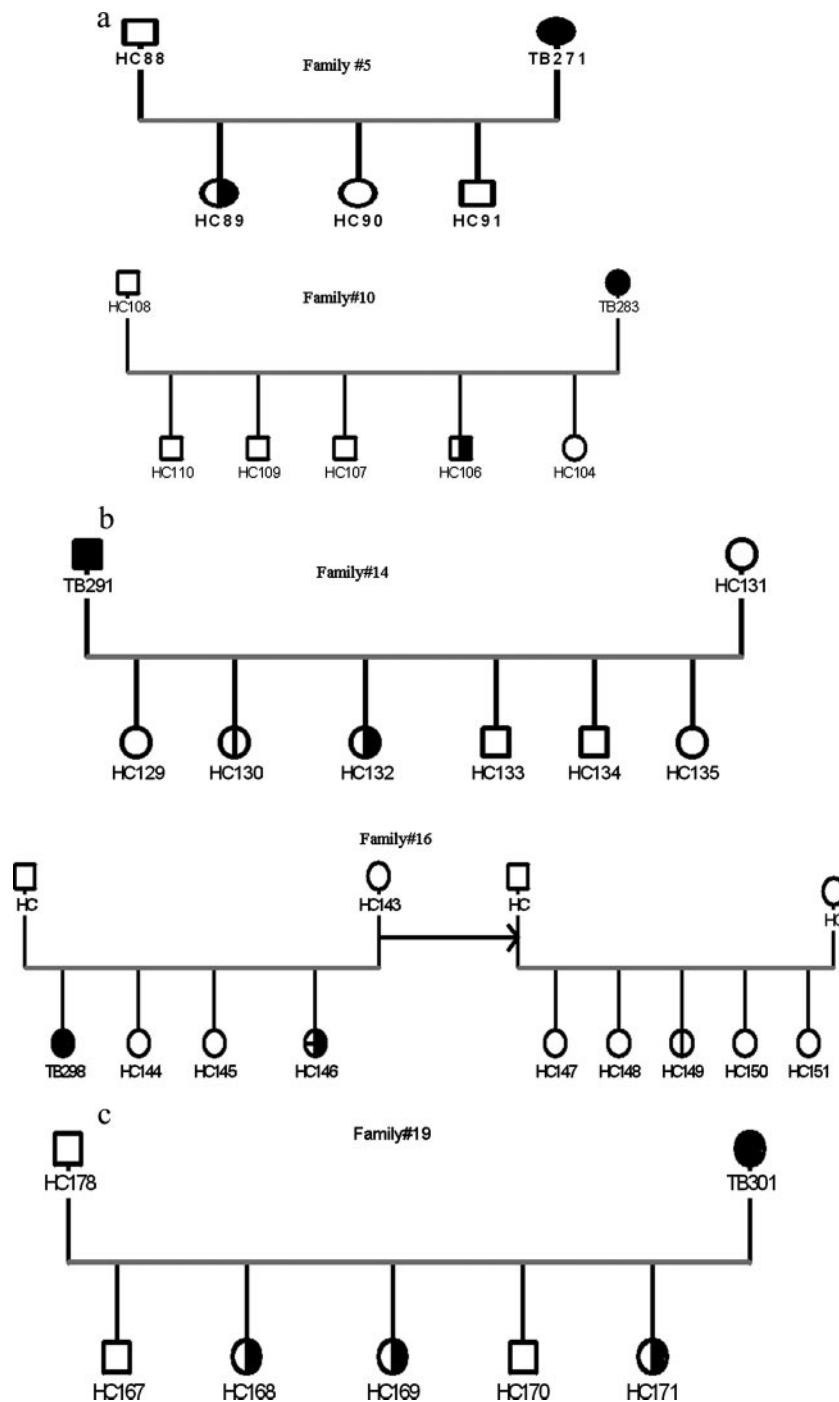 a
HC88 Family #5 TB271
HC89 HC90 HC91
HC108 Family#10 TB283
HC110 HC109 HC107 HC106 HC104
b
TB291 Family#14 HC131
HC129 HC130 HC132 HC133 HC134 HC135
Family#16
HC HC143 HC HC
TB298 HC144 HC145 HC146 HC147 HC148 HC149 HC150 HC151
c
Family#19
HC178 TB301
HC167 HC168 HC169 HC170 HC171